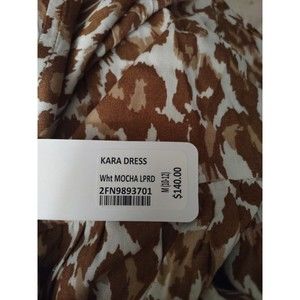 KARA DRESS
Wht MOCHA LPRD
2FN9893701
M (10-12)
$140.00